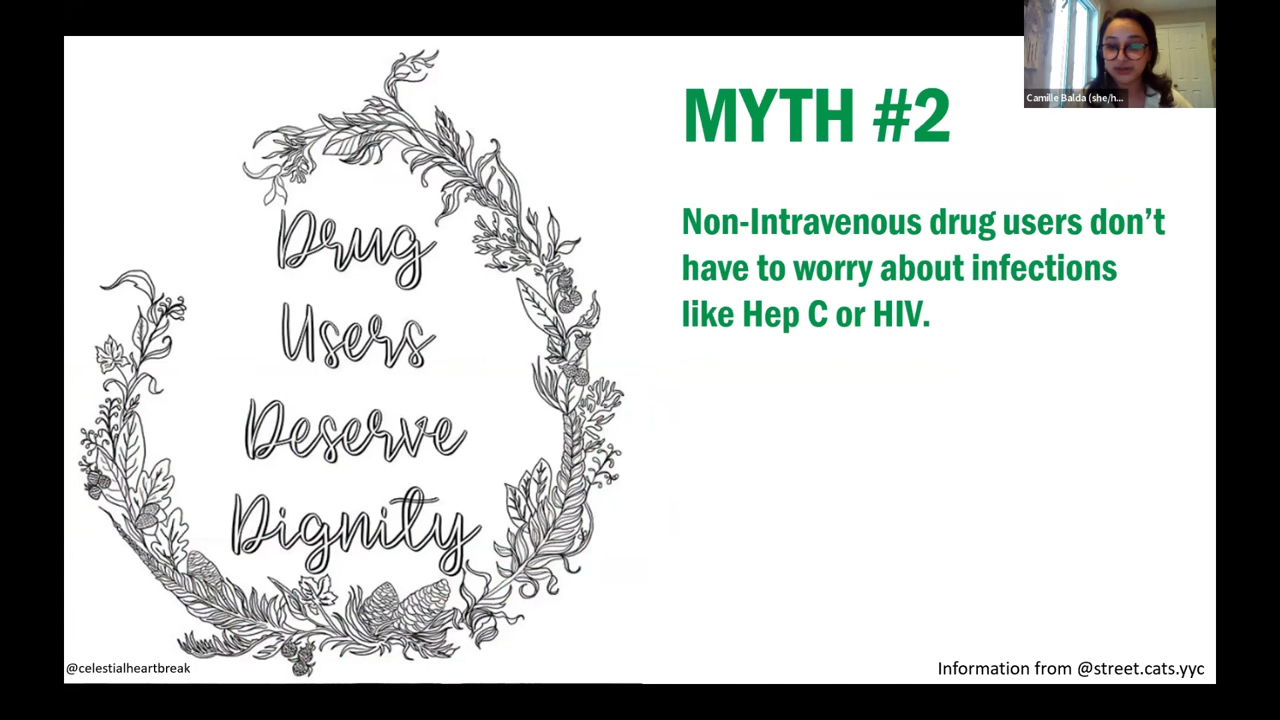 Drug
Users
Deserve
Dignity
MYTH #2
Non-Intravenous drug users don’t
have to worry about infections
like Hep C or HIV.
Camille Balda (she/h...
@celestialheartbreak
Information from @street.cats.yyc